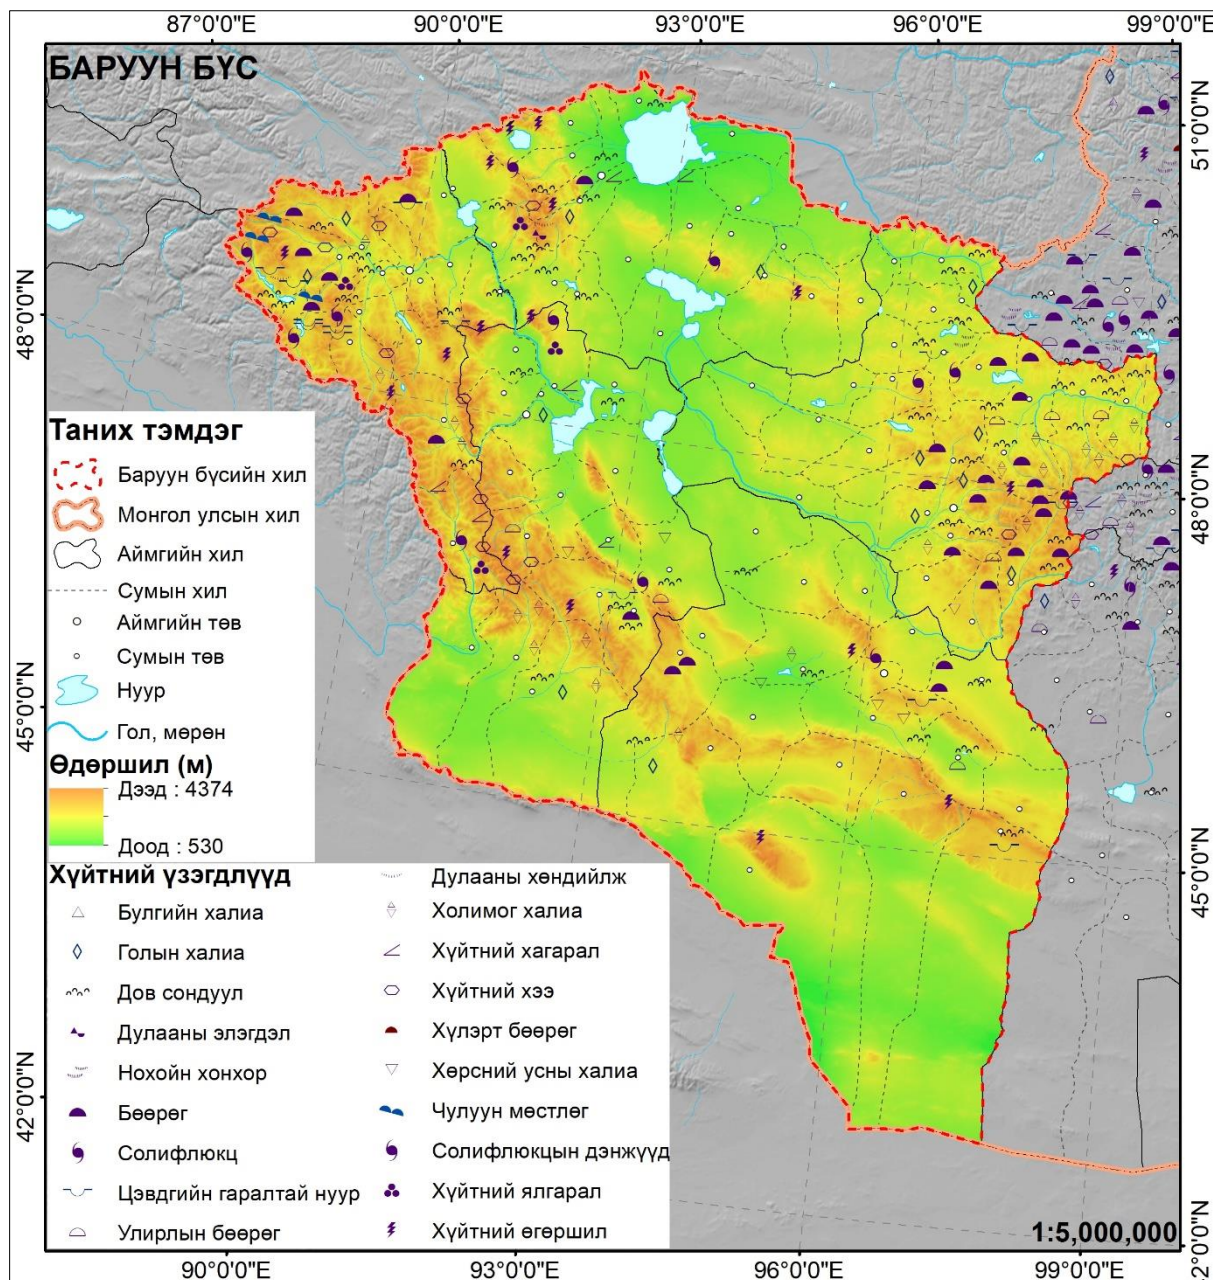 87°0'0"E 90°0'0"E 93°0'0"E 96°0'0"E 99°0'0"E
БАРУУН БҮС
51°0'0"N
48°0'0"N
48°0'0"N
Таних тэмдэг
Баруун бүсийн хил
Монгол улсын хил
Аймгийн хил
Сумын хил
Аймгийн төв
Сумын төв
Нуур
Гол, мөрөн
45°0'0"N
Өдөршил (м)
Дээд : 4374
Доод : 530
45°0'0"N
Хүйтний үзэгдлүүд
Булгийн халиа
Голын халиа
Дов сондуул
Дулааны элэгдэл
Нохойн хонхор
Бөөрөг
Солифлюкц
Цэвдгийн гаралтай нуур
Улирлын бөөрөг
Дулааны хөндийлж
Холимог халиа
Хүйтний хагарал
Хүйтний хээ
Хүлэрт бөөрөг
Хөрсний усны халиа
Чулуун мөстлөг
Солифлюкцын дэнжүүд
Хүйтний ялгарал
Хүйтний өгөршил
42°0'0"N
1:5,000,000
2°0'0"N
90°0'0"E 93°0'0"E 96°0'0"E 99°0'0"E